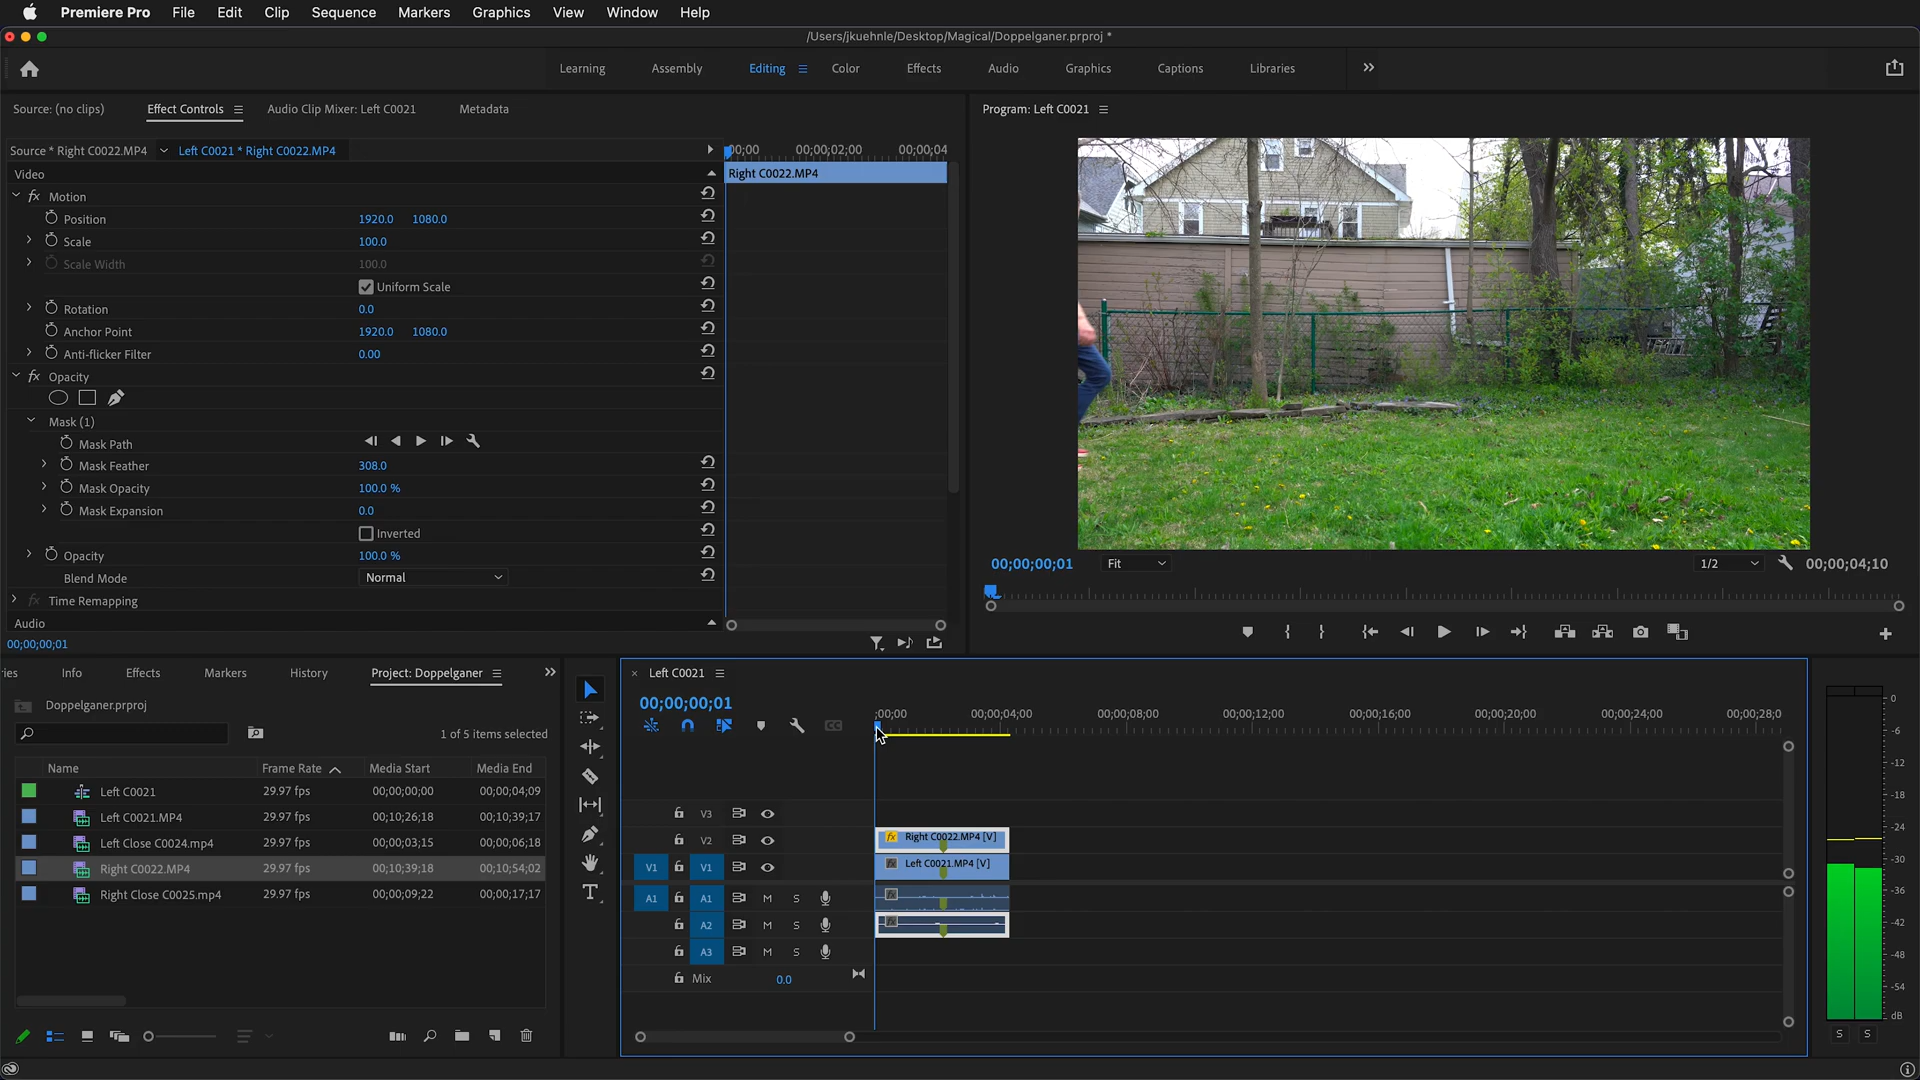 Premiere Pro File Edit Clip Sequence Markers Graphics View Window Help
/Users/jkuehnle/Desktop/Magical/Doppelganer.prproj *
Learning Assembly Editing Color Effects Audio Graphics Captions Libraries
Source: (no clips) Effect Controls Audio Clip Mixer: Left C0021 Metadata
Program: Left C0021
Source * Right C0022.MP4 Left C0021 * Right C0022.MP4
00;00;02;00 00;00;04
Video
Right C0022.MP4
fx Motion
Position 1920.0 1080.0
Scale 100.0
Scale Width 100.0
Uniform Scale
Rotation 0.0
Anchor Point 1920.0 1080.0
Anti-flicker Filter 0.00
fx Opacity
Mask (1)
Mask Path
Mask Feather 308.0
Mask Opacity 100.0 %
Mask Expansion 0.0
Inverted
Opacity 100.0 %
Blend Mode Normal
fx Time Remapping
Audio
00;00;00;01
00;00;00;01 Fit 1/2 00;00;04;10
ries Info Effects Markers History Project: Doppelganer
Doppelganer.prproj
1 of 5 items selected
Name Frame Rate Media Start Media End
Left C0021 29.97 fps 00;00;00;00 00;00;04;09
Left C0021.MP4 29.97 fps 00;10;26;18 00;10;39;17
Left Close C0024.mp4 29.97 fps 00;00;03;15 00;00;06;18
Right C0022.MP4 29.97 fps 00;10;39;18 00;10;54;02
Right Close C0025.mp4 29.97 fps 00;00;09;22 00;00;17;17
Left C0021
00;00;00;01
;00;00 00;00;04;00 00;00;08;00 00;00;12;00 00;00;16;00 00;00;20;00 00;00;24;00 00;00;28;0
V3
V2
fx Right C0022.MP4 [V]
V1 V1
fx Left C0021.MP4 [V]
A1 A1 M S
A2 M S
A3 M S
Mix 0.0
0
-6
-12
-18
-24
-30
-36
-42
-48
-54
dB
S S